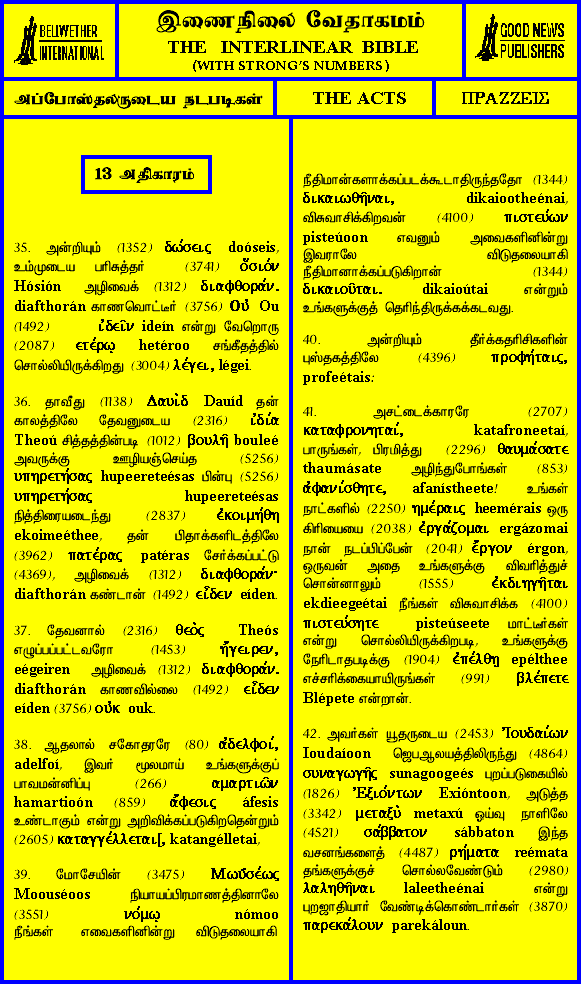 BELLWETHER
INTERNATIONAL
இணைநிலை வேதாகமம்
THE INTERLINEAR BIBLE
(WITH STRONG'S NUMBERS)
GOOD NEWS
PUBLISHERS
அப்போஸ்தலருடைய நடபடிகள்
THE ACTS
ΠΡΑΖΖΕΙΣ
13 அதிகாரம்
35. அன்றியும் (1352) δώσεις doóseis,
உம்முடைய பரிசுத்தர் (3741) ὅσιόν
Hósión அழிவைக் (1312) διαφθοράν.
diafthorán காணவொட்டீர் (3756) Οὐ Ou
(1492) ἰδεῖν ideín என்று வேறொரு
(2087) ετέρῳ hetéroo சங்கீதத்தில்
சொல்லியிருக்கிறது (3004) λέγει, légei.
36. தாவீது (1138) Δαυὶδ Dauíd தன்
காலத்திலே தேவனுடைய (2316) ἰδία
Theoú சித்தத்தின்படி (1012) βουλῆ bouleé
அவருக்கு ஊழியஞ்செய்த (5256)
υπηρετήσας hupeereteésas பின்பு (5256)
υπηρετήσας hupeereteésas
நித்திரையடைந்து (2837) ἐκοιμήθη
ekoimeéthee, தன் பிதாக்களிடத்திலே
(3962) πατέρας patéras சேர்க்கப்பட்டு
(4369), அழிவைக் (1312) διαφθοράν·
diafthorán கண்டான் (1492) εἶδεν eíden.
37. தேவனால் (2316) θεὸς Theós
எழுப்பப்பட்டவரோ (1453) ἤγειρεν,
eégeiren அழிவைக் (1312) διαφθοράν.
diafthorán காணவில்லை (1492) εἶδεν
eíden (3756) οὐκ ouk.
38. ஆதலால் சகோதரரே (80) ἀδελφοί,
adelfoí, இவர் மூலமாய் உங்களுக்குப்
பாவமன்னிப்பு (266) αμαρτιῶν
hamartioón (859) ἄφεσις áfesis
உண்டாகும் என்று அறிவிக்கப்படுகிறதென்றும்
(2605) καταγγέλλεται[, katangélletai,
39. மோசேயின் (3475) Μωϋσέως
Moouséoos நியாயப்பிரமாணத்தினாலே
(3551) νόμῳ nómoo
நீங்கள் எவைகளினின்று விடுதலையாகி
நீதிமான்களாக்கப்படக்கூடாதிருந்ததோ (1344)
δικαιωθῆναι, dikaiootheénai,
விசுவாசிக்கிறவன் (4100) πιστεύων
pisteúoon எவனும் அவைகளினின்று
இவராலே விடுதலையாகி
நீதிமானாக்கப்படுகிறான் (1344)
δικαιοῦται. dikaioútai என்றும்
உங்களுக்குத் தெரிந்திருக்கக்கடவது.
40. அன்றியும் தீர்க்கதரிசிகளின்
புஸ்தகத்திலே (4396) προφήταις,
profeétais;
41. அசட்டைக்காரரே (2707)
καταφρονηταί, katafroneetaí,
பாருங்கள், பிரமித்து (2296) θαυμάσατε
thaumásate அழிந்துபோங்கள் (853)
ἀφανίσθητε, afanístheete! உங்கள்
நாட்களில் (2250) ημέραις heemérais ஒரு
கிரியையை (2038) ἐργάζομαι ergázomai
நான் நடப்பிப்பேன் (2041) ἔργον érgon,
ஒருவன் அதை உங்களுக்கு விவரித்துச்
சொன்னாலும் (1555) ἐκδιηγῆται
ekdieegeétai நீங்கள் விசுவாசிக்க (4100)
πιστεύσητε pisteúseete மாட்டீர்கள்
என்று சொல்லியிருக்கிறபடி, உங்களுக்கு
நேரிடாதபடிக்கு (1904) ἐπέλθῃ epélthee
எச்சரிக்கையாயிருங்கள் (991) βλέπετε
Blépete என்றான்.
42. அவர்கள் யூதருடைய (2453) Ἰουδαίων
Ioudaíoon ஜெபஆலயத்திலிருந்து (4864)
συναγωγῆς sunagoogeés புறப்படுகையில்
(1826) Ἐξιόντων Exióntoon, அடுத்த
(3342) μεταξὺ metaxú ஒய்வு நாளிலே
(4521) σάββατον sábbaton இந்த
வசனங்களைத் (4487) ρήματα reémata
தங்களுக்குச் சொல்லவேண்டும் (2980)
λαληθῆναι laleetheénai என்று
புறஜாதியார் வேண்டிக்கொண்டார்கள் (3870)
παρεκάλουν parekáloun.